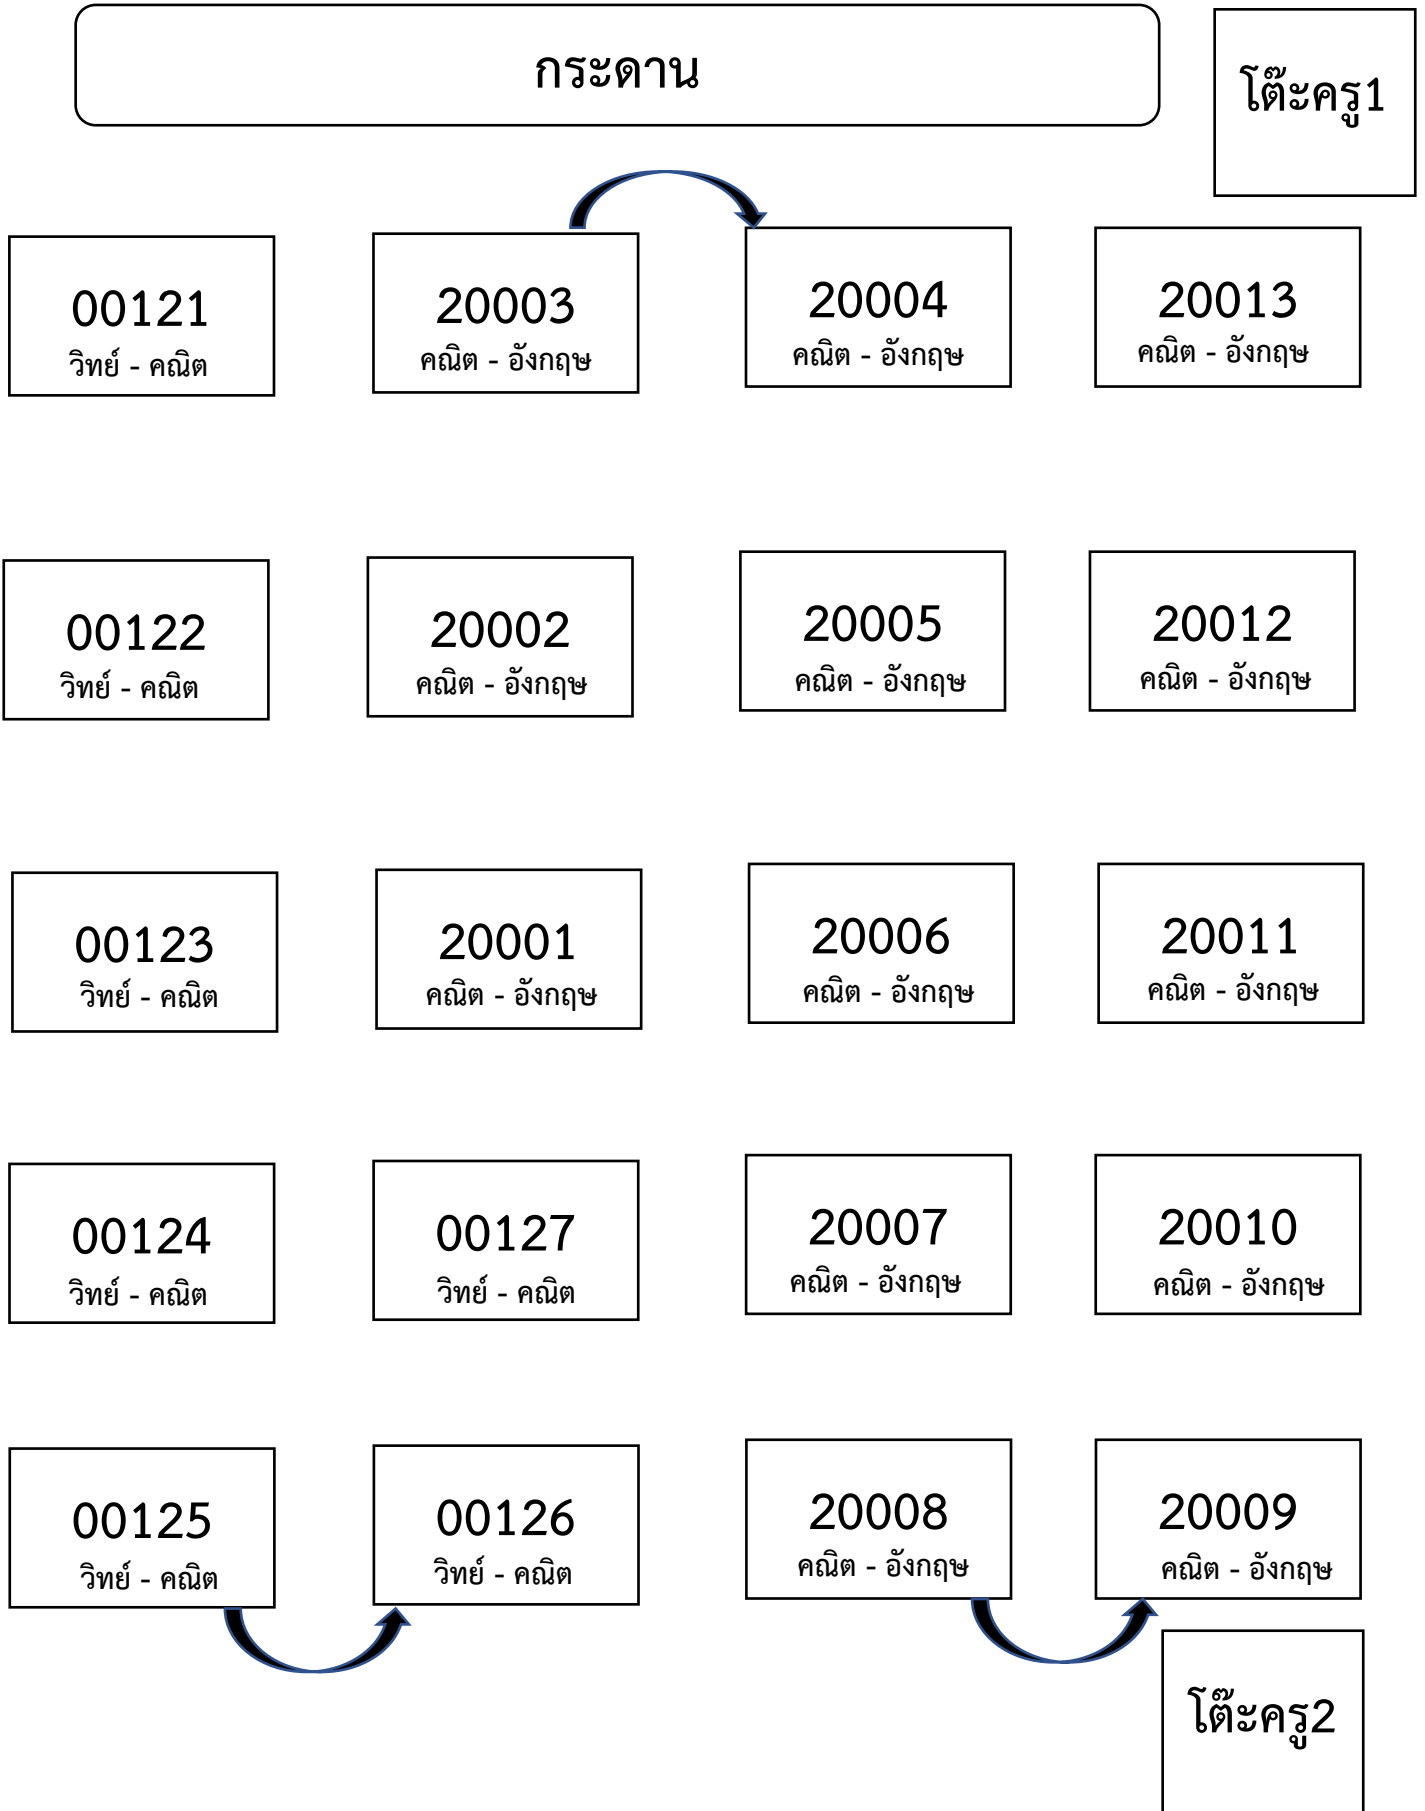 กระดาน
โต๊ะครู1
00121
วิทย์ - คณิต
20003
คณิต - อังกฤษ
20004
คณิต - อังกฤษ
20013
คณิต - อังกฤษ
00122
วิทย์ - คณิต
20002
คณิต - อังกฤษ
20005
คณิต - อังกฤษ
20012
คณิต - อังกฤษ
00123
วิทย์ - คณิต
20001
คณิต - อังกฤษ
20006
คณิต - อังกฤษ
20011
คณิต - อังกฤษ
00124
วิทย์ - คณิต
00127
วิทย์ - คณิต
20007
คณิต - อังกฤษ
20010
คณิต - อังกฤษ
00125
วิทย์ - คณิต
00126
วิทย์ - คณิต
20008
คณิต - อังกฤษ
20009
คณิต - อังกฤษ
โต๊ะครู2